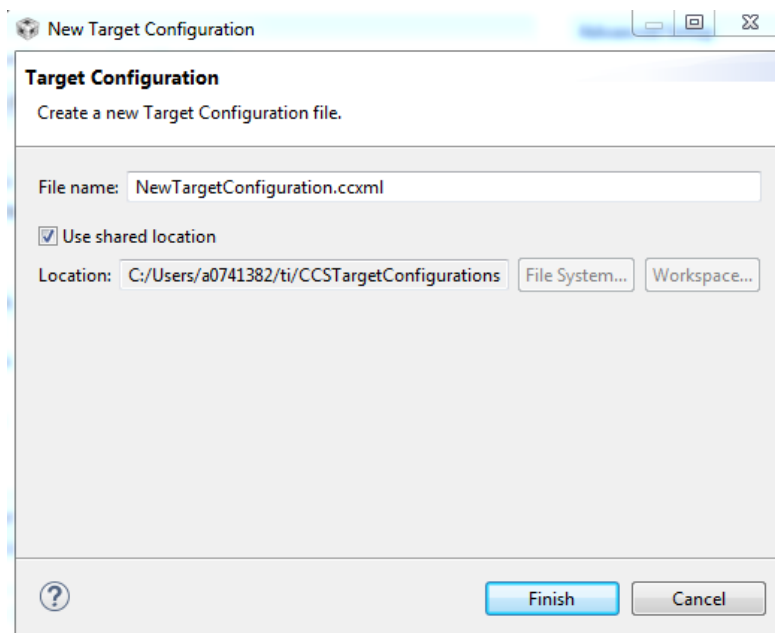 New Target Configuration
Target Configuration
Create a new Target Configuration file.
File name: NewTargetConfiguration.ccxml
Use shared location
Location: C:/Users/a0741382/ti/CCSTargetConfigurations File System... Workspace...
? Finish Cancel